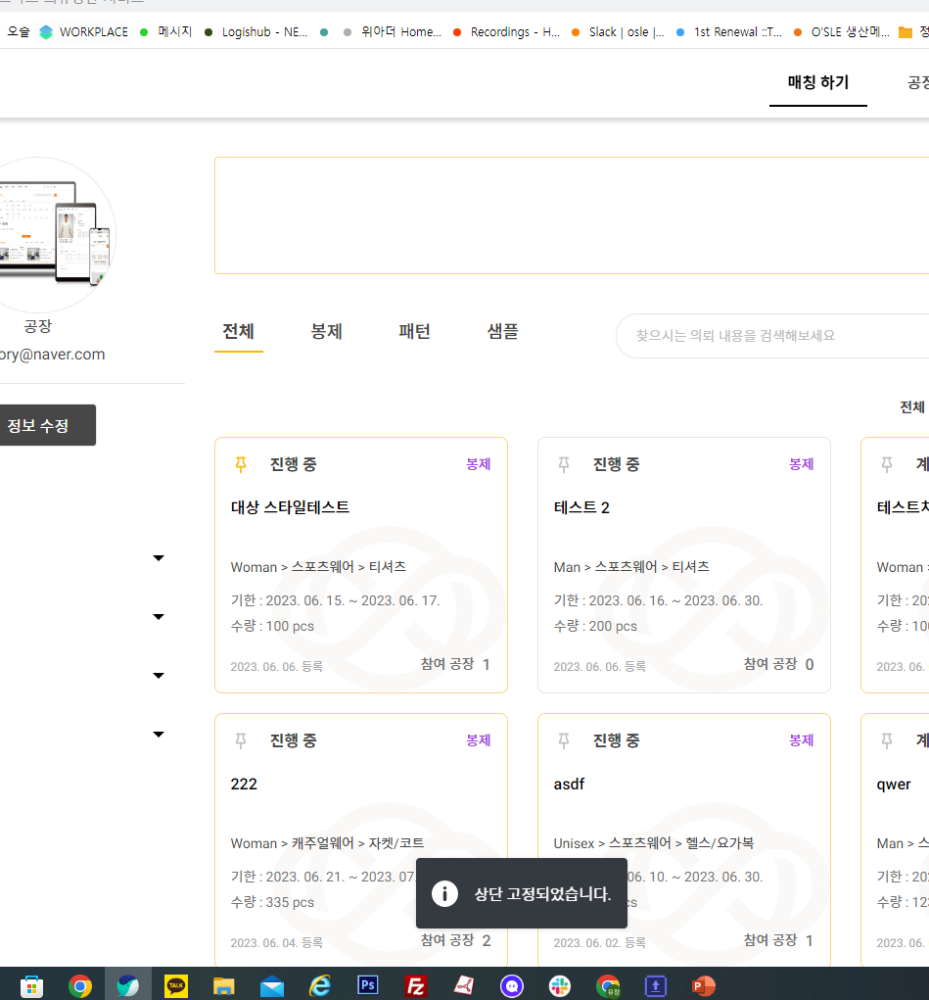 오슬 WORKPLACE 메시지 Logishub - NE... 위아더 Home... Recordings - H... Slack | osle |... 1st Renewal ::T... O'SLE 생산메...
매칭 하기 공장
공장
ory@naver.com
정보 수정
전체 봉제 패턴 샘플 찾으시는 의뢰 내용을 검색해보세요
전체
진행 중 봉제
대상 스타일테스트
Woman > 스포츠웨어 > 티셔츠
기한 : 2023. 06. 15. ~ 2023. 06. 17.
수량 : 100 pcs
2023. 06. 06. 등록 참여 공장 1
진행 중 봉제
테스트 2
Man > 스포츠웨어 > 티셔츠
기한 : 2023. 06. 16. ~ 2023. 06. 30.
수량 : 200 pcs
2023. 06. 06. 등록 참여 공장 0
계
테스트
Woman >
기한 : 20
수량 : 10
2023. 06.
진행 중 봉제
222
Woman > 캐주얼웨어 > 자켓/코트
기한 : 2023. 06. 21. ~ 2023. 07.
수량 : 335 pcs
2023. 06. 04. 등록 참여 공장 2
진행 중 봉제
asdf
Unisex > 스포츠웨어 > 헬스/요가복
06. 10. ~ 2023. 06. 30.
cs
2023. 06. 02. 등록 참여 공장 1
계
qwer
Man > 스
기한 : 20
수량 : 12
2023. 06.
상단 고정되었습니다.
TALK
Ps
Fz
유창
P